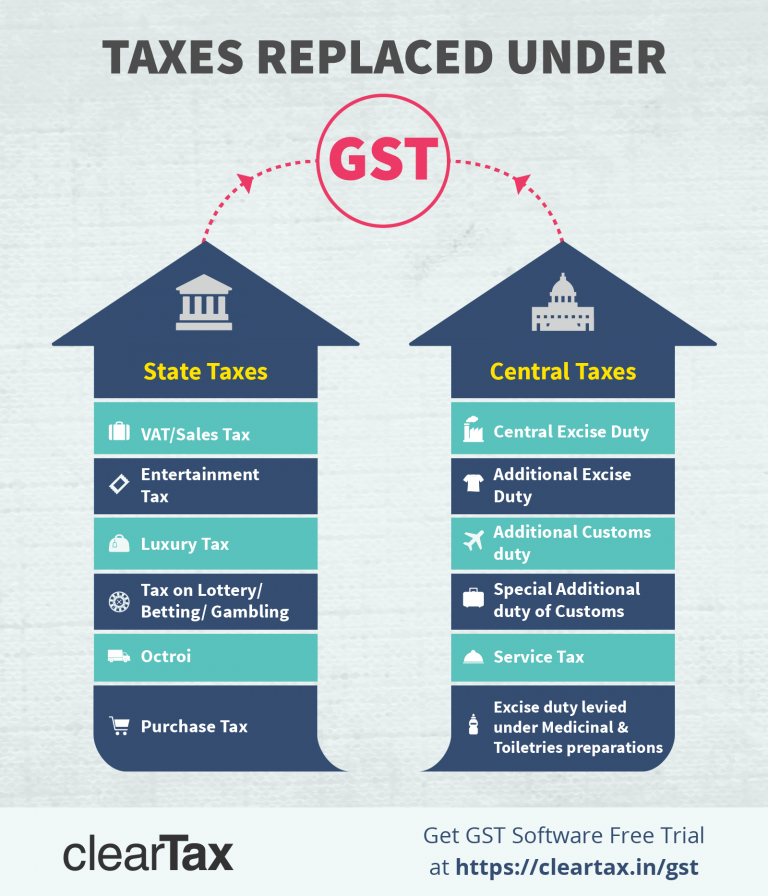 TAXES REPLACED UNDER
GST
State Taxes
VAT/Sales Tax
Entertainment
Tax
Luxury Tax
Tax on Lottery/
Betting/ Gambling
Octroi
Purchase Tax
Central Taxes
Central Excise Duty
Additional Excise
Duty
Additional Customs
duty
Special Additional
duty of Customs
Service Tax
Excise duty levied
under Medicinal &
Toiletries preparations
clearTax
Get GST Software Free Trial
at https://cleartax.in/gst